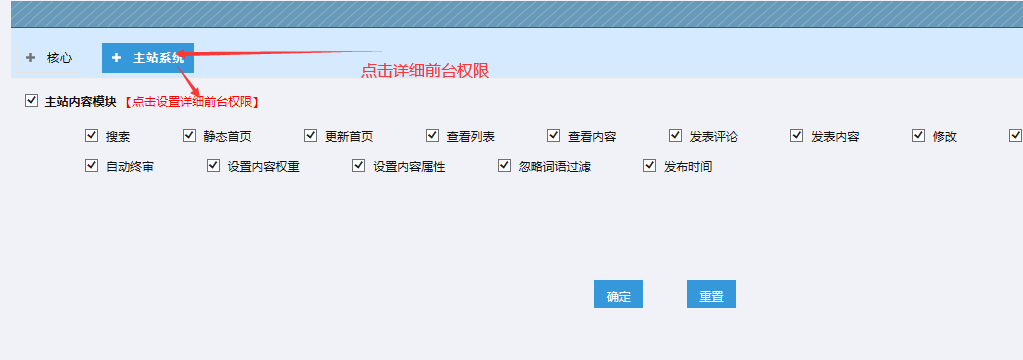 核心 主站系统
点击详细前台权限
主站内容模块 【点击设置详细前台权限】
搜索 静态首页 更新首页 查看列表 查看内容 发表评论 发表内容 修改
自动终审 设置内容权重 设置内容属性 忽略词语过滤 发布时间
确定 重置